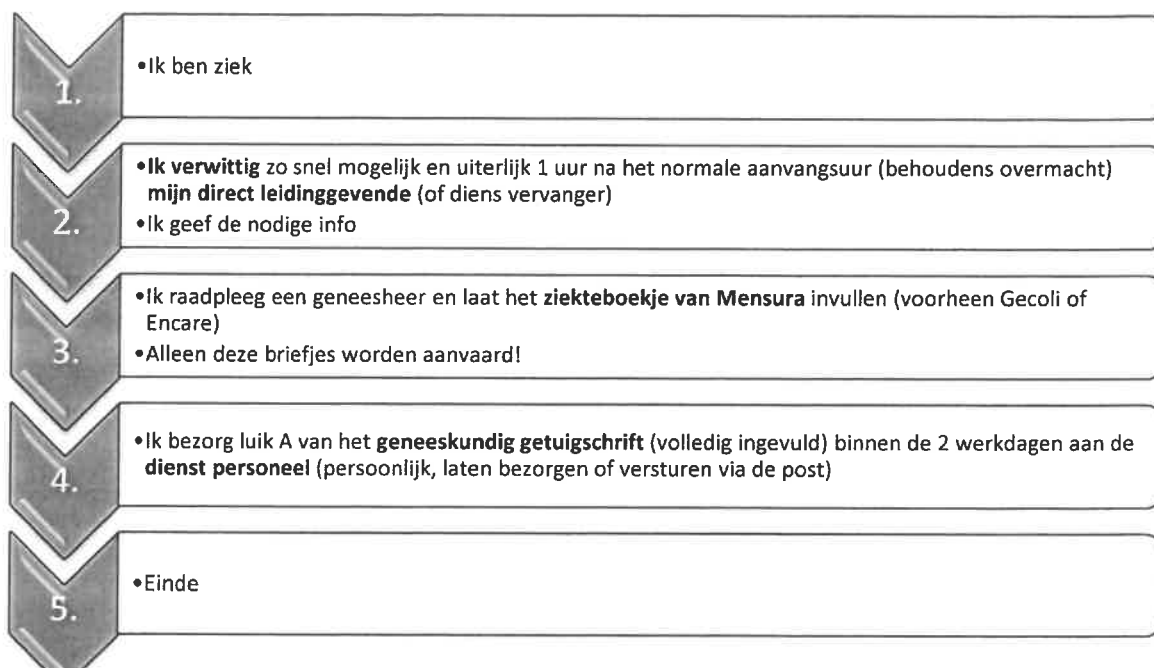 1.
•Ik ben ziek
2.
•Ik verwittig zo snel mogelijk en uiterlijk 1 uur na het normale aanvangsuur (behoudens overmacht)
mijn direct leidinggevende (of diens vervanger)
•Ik geef de nodige info
3.
•Ik raadpleeg een geneesheer en laat het ziekteboekje van Mensura invullen (voorheen Gecoli of
Encare)
•Alleen deze briefjes worden aanvaard!
4.
•Ik bezorg luik A van het geneeskundig getuigschrift (volledig ingevuld) binnen de 2 werkdagen aan de
dienst personeel (persoonlijk, laten bezorgen of versturen via de post)
5.
•Einde